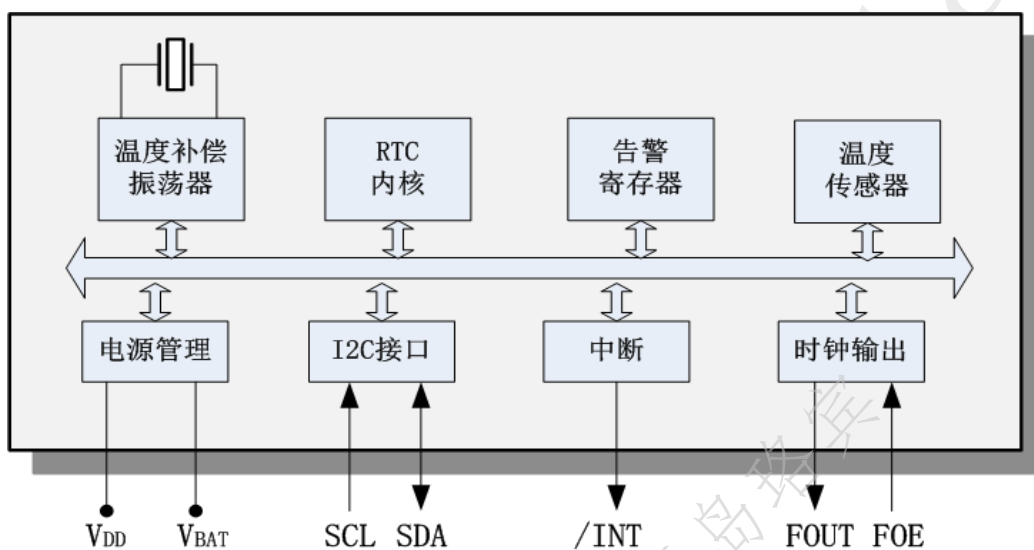 温度补偿
振荡器
RTC
内核
告警
寄存器
温度
传感器
电源管理
I2C接口
中断
时钟输出
VDD
VBAT
SCL
SDA
/INT
FOUT
FOE